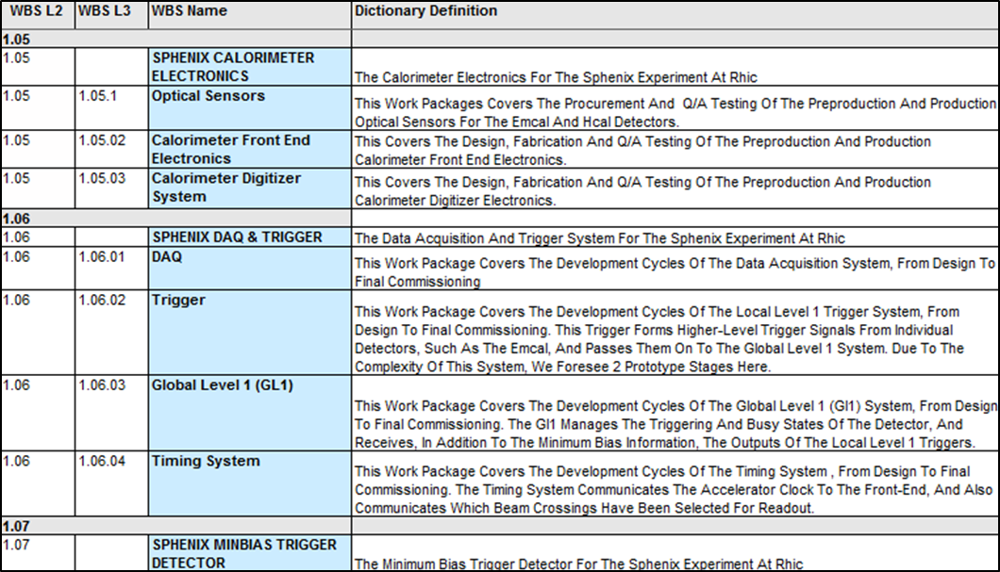 WBS L2 WBS L3 WBS Name Dictionary Definition
1.05
1.05 SPHENIX CALORIMETER
ELECTRONICS The Calorimeter Electronics For The Sphenix Experiment At Rhic
1.05 1.05.1 Optical Sensors This Work Packages Covers The Procurement And Q/A Testing Of The Preproduction And Production
Optical Sensors For The Emcal And Hcal Detectors.
1.05 1.05.02 Calorimeter Front End This Covers The Design, Fabrication And Q/A Testing Of The Preproduction And Production
Electronics Calorimeter Front End Electronics.
1.05 1.05.03 Calorimeter Digitizer This Covers The Design, Fabrication And Q/A Testing Of The Preproduction And Production
System Calorimeter Digitizer Electronics.
1.06
1.06 SPHENIX DAQ & TRIGGER The Data Acquisition And Trigger System For The Sphenix Experiment At Rhic
1.06 1.06.01 DAQ This Work Package Covers The Development Cycles Of The Data Acquisition System, From Design To
Final Commissioning
1.06 1.06.02 Trigger
This Work Package Covers The Development Cycles Of The Local Level 1 Trigger System, From
Design To Final Commissioning. This Trigger Forms Higher-Level Trigger Signals From Individual
Detectors, Such As The Emcal, And Passes Them On To The Global Level 1 System. Due To The
Complexity Of This System, We Foresee 2 Prototype Stages Here.
1.06 1.06.03 Global Level 1 (GL1)
This Work Package Covers The Development Cycles Of The Global Level 1 (Gl1) System, From Design
To Final Commissioning. The Gl1 Manages The Triggering And Busy States Of The Detector, And
Receives, In Addition To The Minimum Bias Information, The Outputs Of The Local Level 1 Triggers.
1.06 1.06.04 Timing System
This Work Package Covers The Development Cycles Of The Timing System , From Design To Final
Commissioning. The Timing System Communicates The Accelerator Clock To The Front-End, And Also
Communicates Which Beam Crossings Have Been Selected For Readout.
1.07
1.07 SPHENIX MINBIAS TRIGGER
DETECTOR The Minimum Bias Trigger Detector For The Sphenix Experiment At Rhic